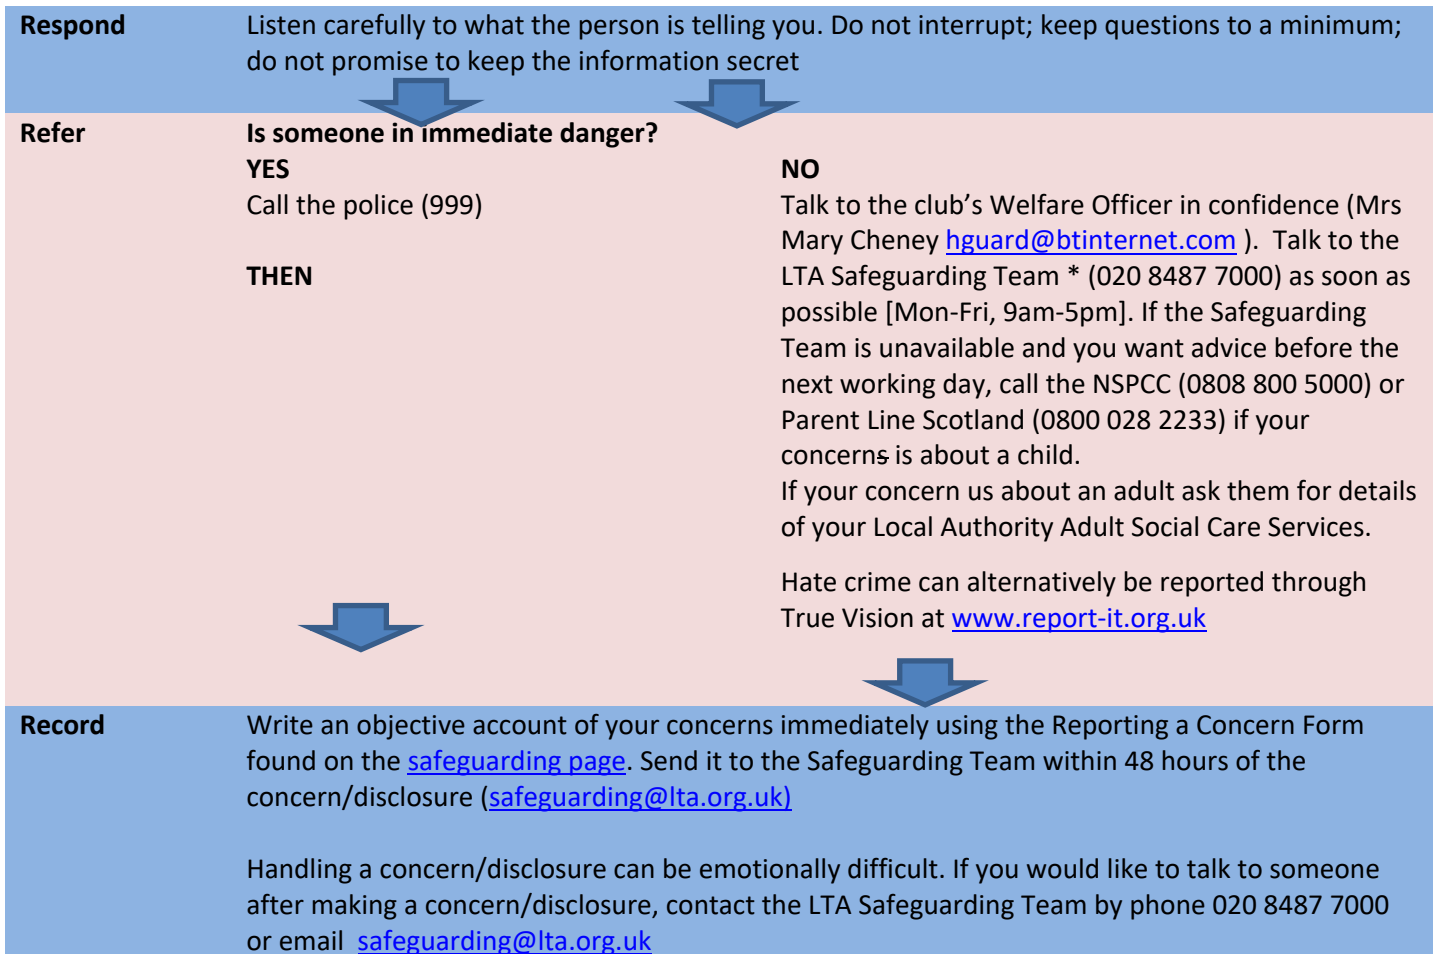 Respond Listen carefully to what the person is telling you. Do not interrupt; keep questions to a minimum;
do not promise to keep the information secret
Refer Is someone in immediate danger?
YES
Call the police (999)
THEN
NO
Talk to the club's Welfare Officer in confidence (Mrs
Mary Cheney hguard@btinternet.com ). Talk to the
LTA Safeguarding Team * (020 8487 7000) as soon as
possible [Mon-Fri, 9am-5pm]. If the Safeguarding
Team is unavailable and you want advice before the
next working day, call the NSPCC (0808 800 5000) or
Parent Line Scotland (0800 028 2233) if your
concerns is about a child.
If your concern us about an adult ask them for details
of your Local Authority Adult Social Care Services.
Hate crime can alternatively be reported through
True Vision at www.report-it.org.uk
Record Write an objective account of your concerns immediately using the Reporting a Concern Form
found on the safeguarding page. Send it to the Safeguarding Team within 48 hours of the
concern/disclosure (safeguarding@lta.org.uk)
Handling a concern/disclosure can be emotionally difficult. If you would like to talk to someone
after making a concern/disclosure, contact the LTA Safeguarding Team by phone 020 8487 7000
or email safeguarding@lta.org.uk